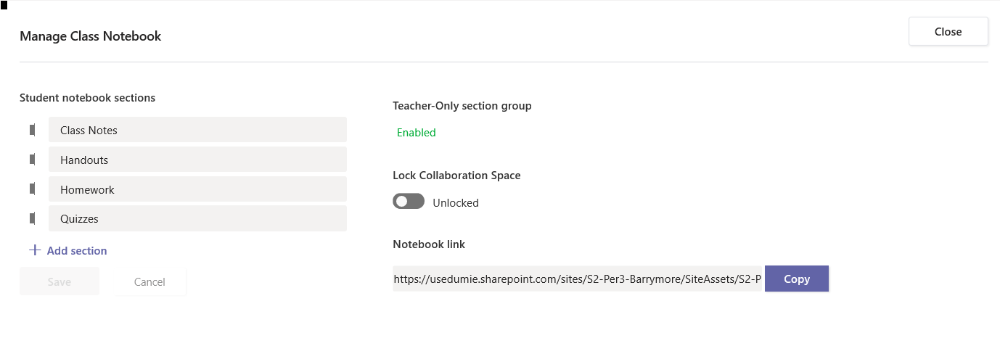 Manage Class Notebook
Close
Student notebook sections
Class Notes
Handouts
Homework
Quizzes
Add section
Save
Cancel
Teacher-Only section group
Enabled
Lock Collaboration Space
Unlocked
Notebook link
https://usedumie.sharepoint.com/sites/S2-Per3-Barrymore/SiteAssets/S2-P
Copy